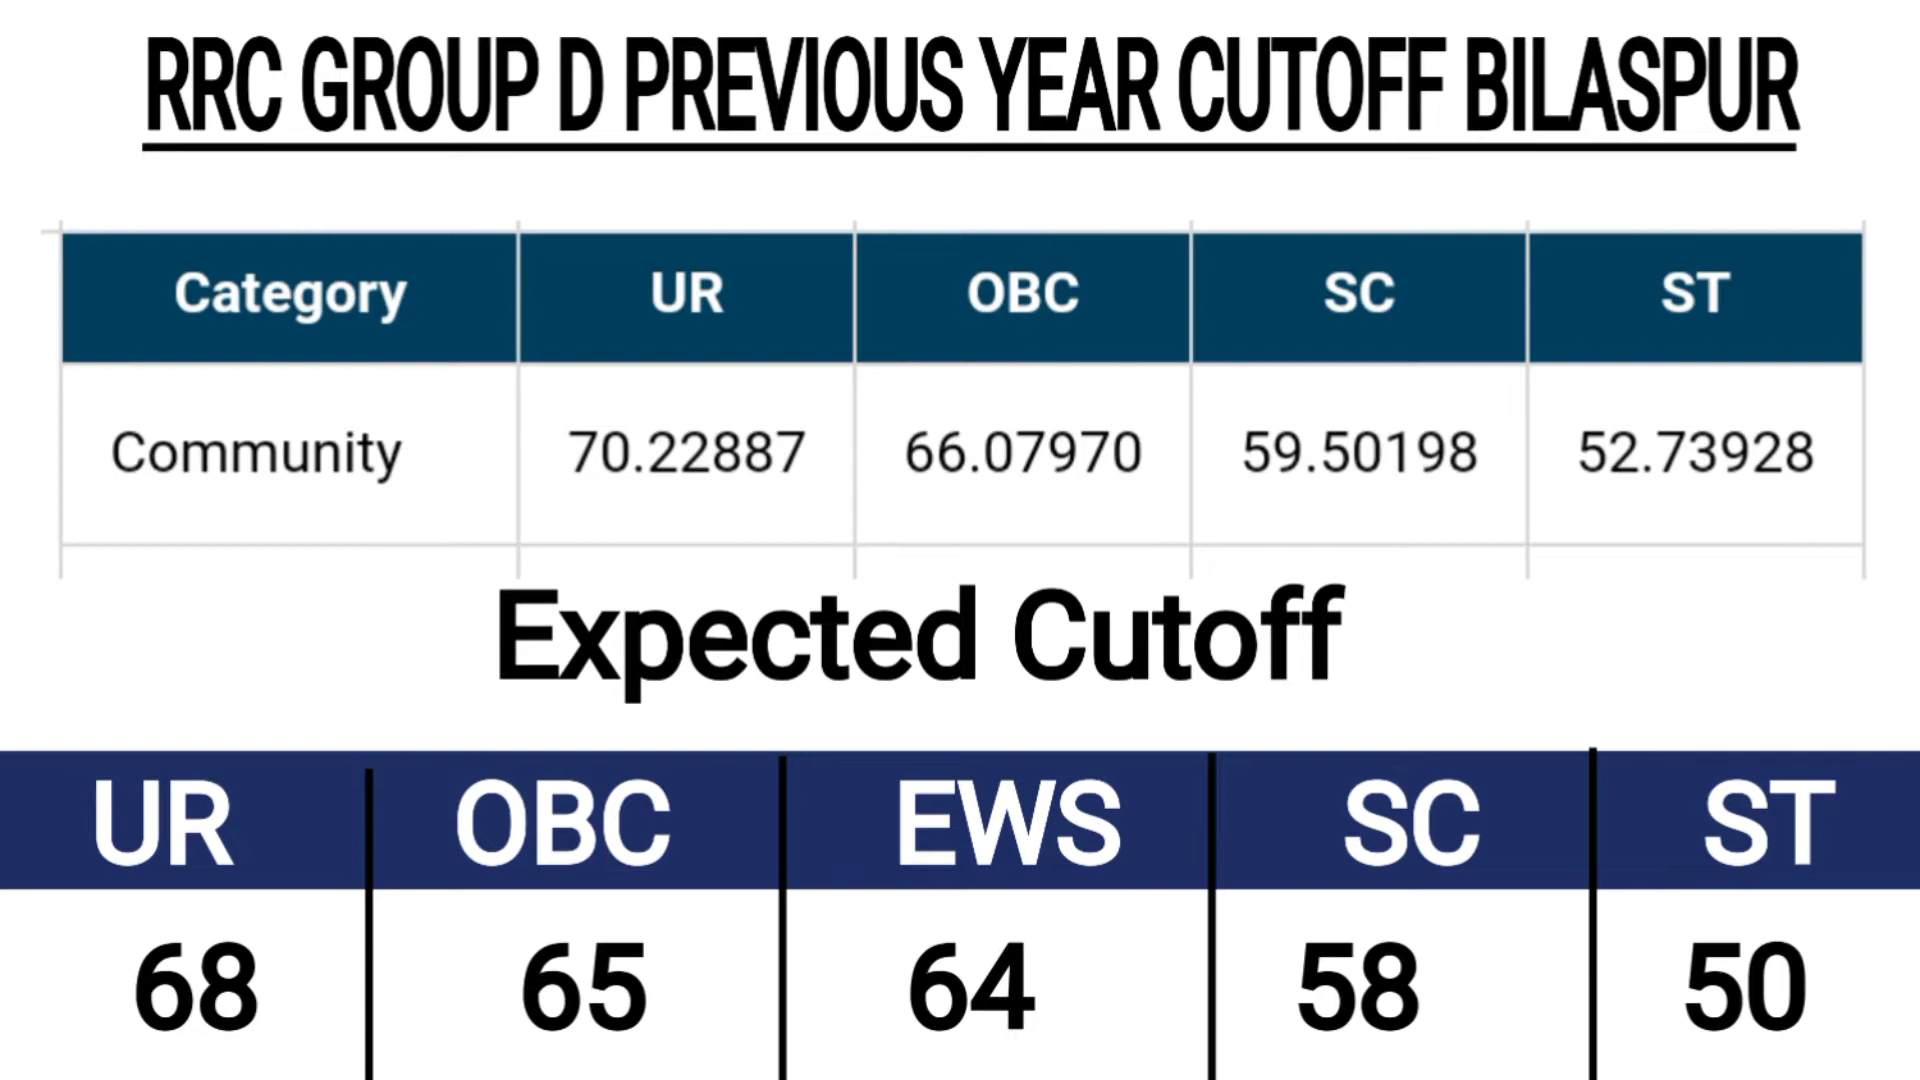 RRC GROUP D PREVIOUS YEAR CUTOFF BILASPUR
Category UR OBC SC ST
Community 70.22887 66.07970 59.50198 52.73928
Expected Cutoff
UR OBC EWS SC ST
68 65 64 58 50